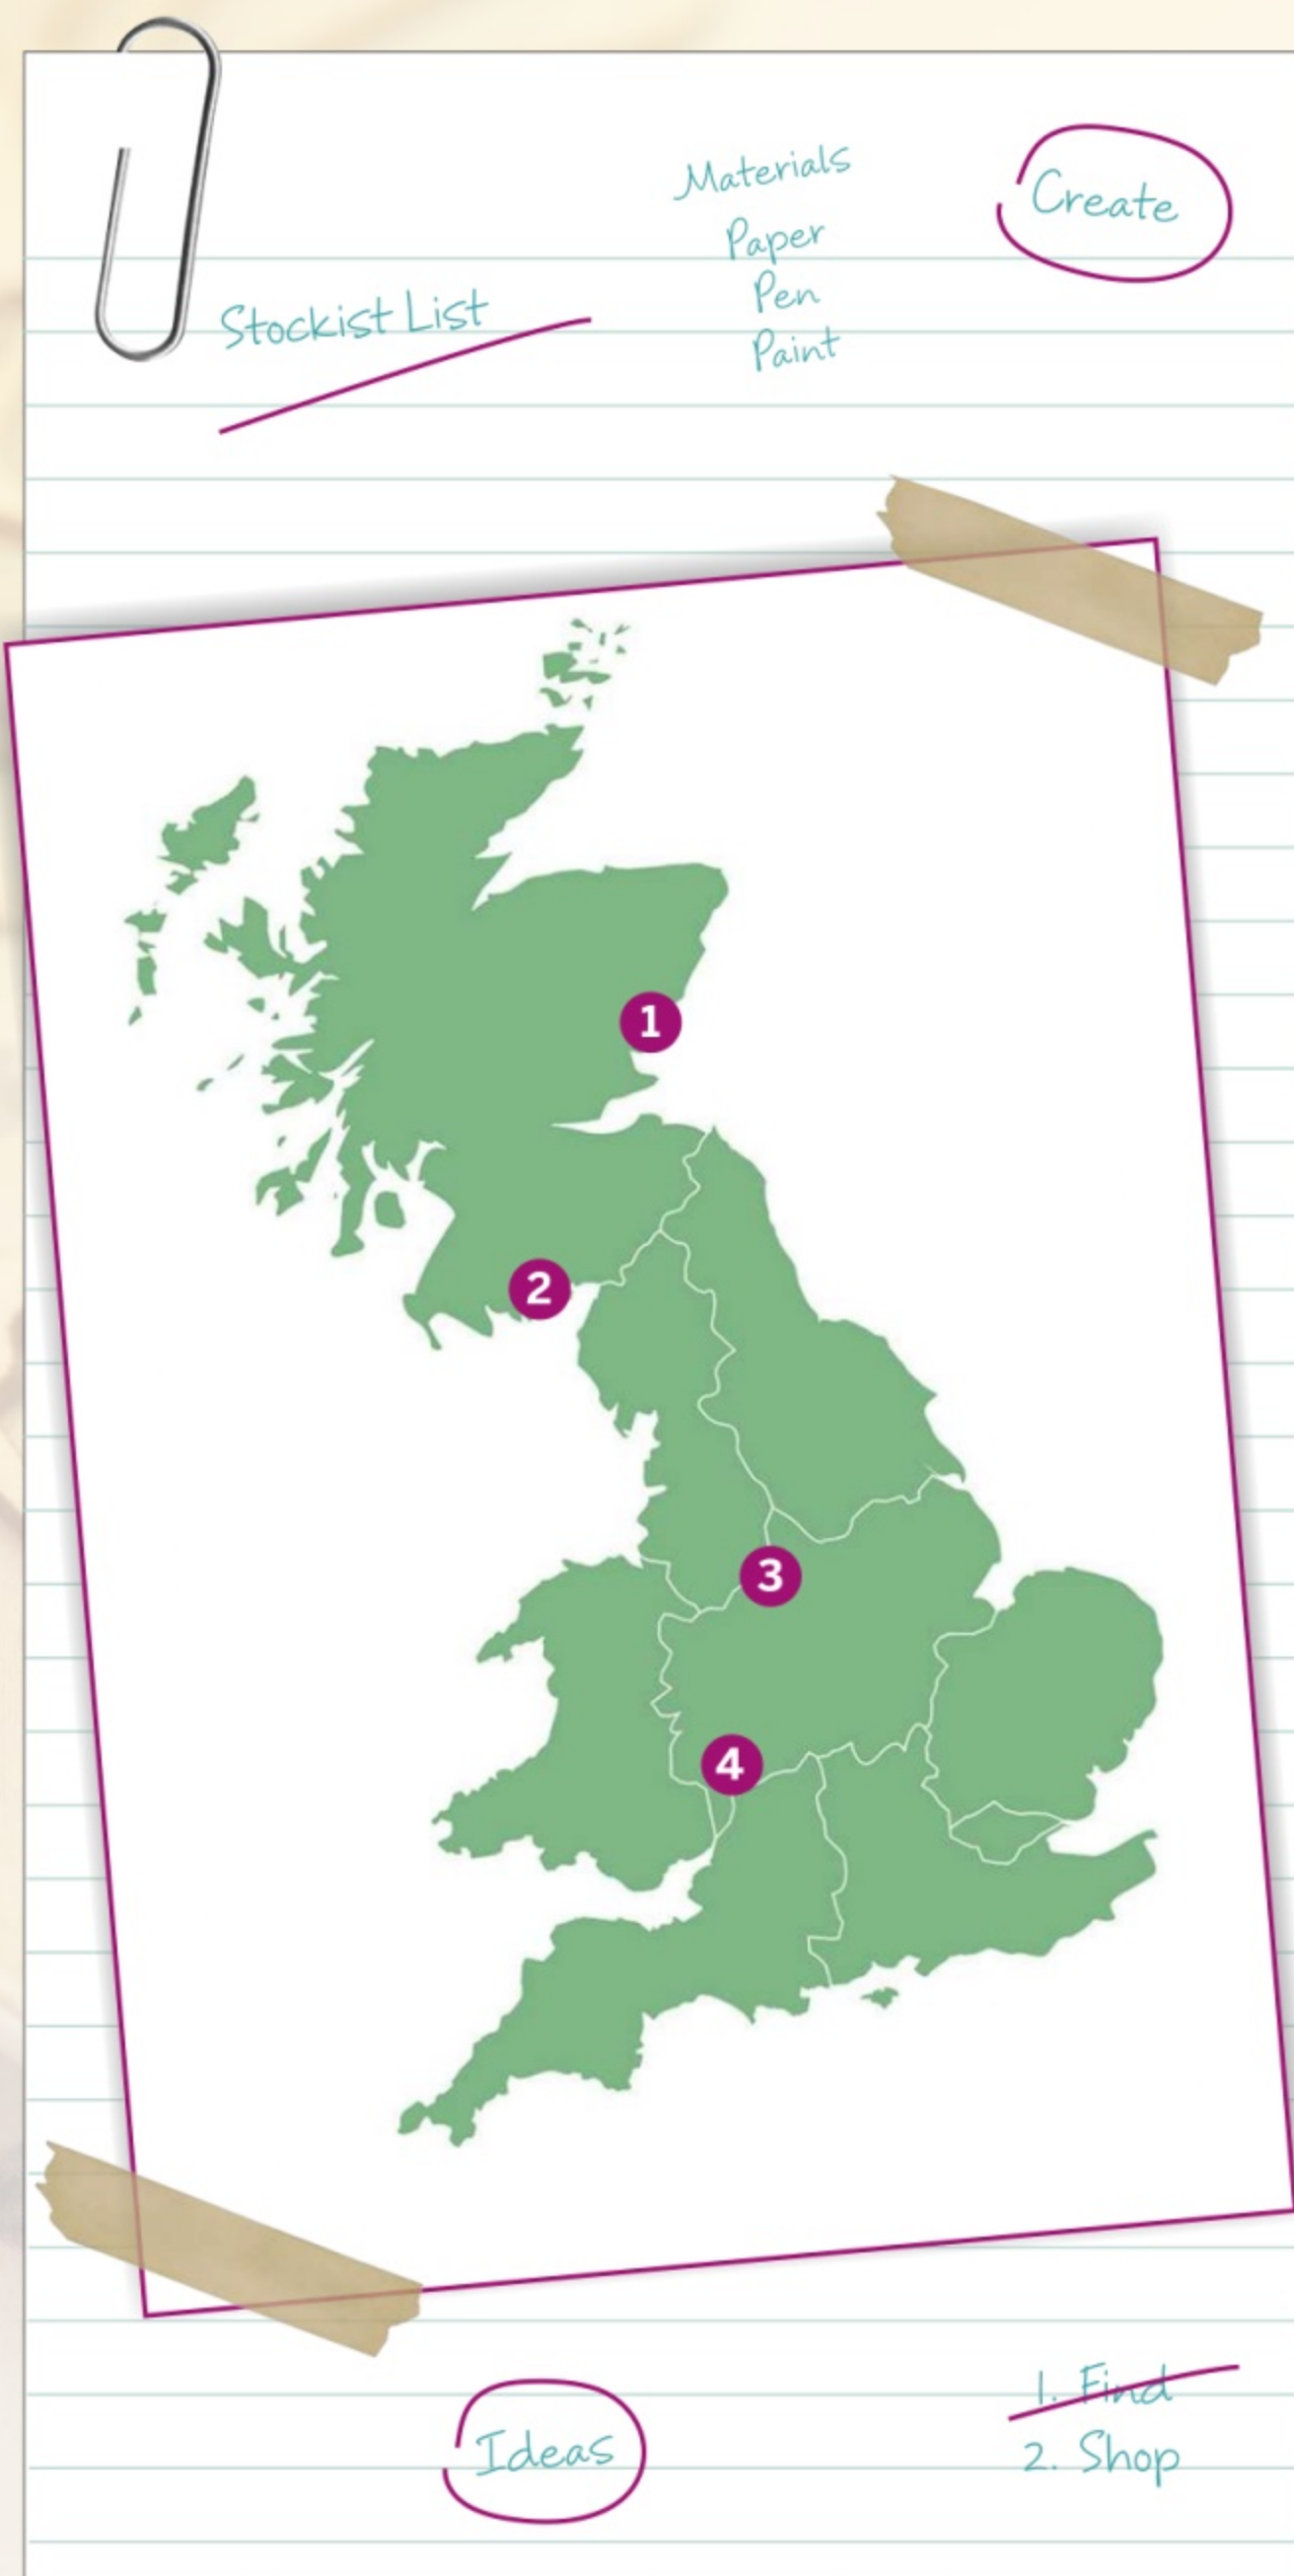 Materials
Paper
Pen
Paint
Create
Stockist List
1
2
3
4
Ideas
1. Find
2. Shop